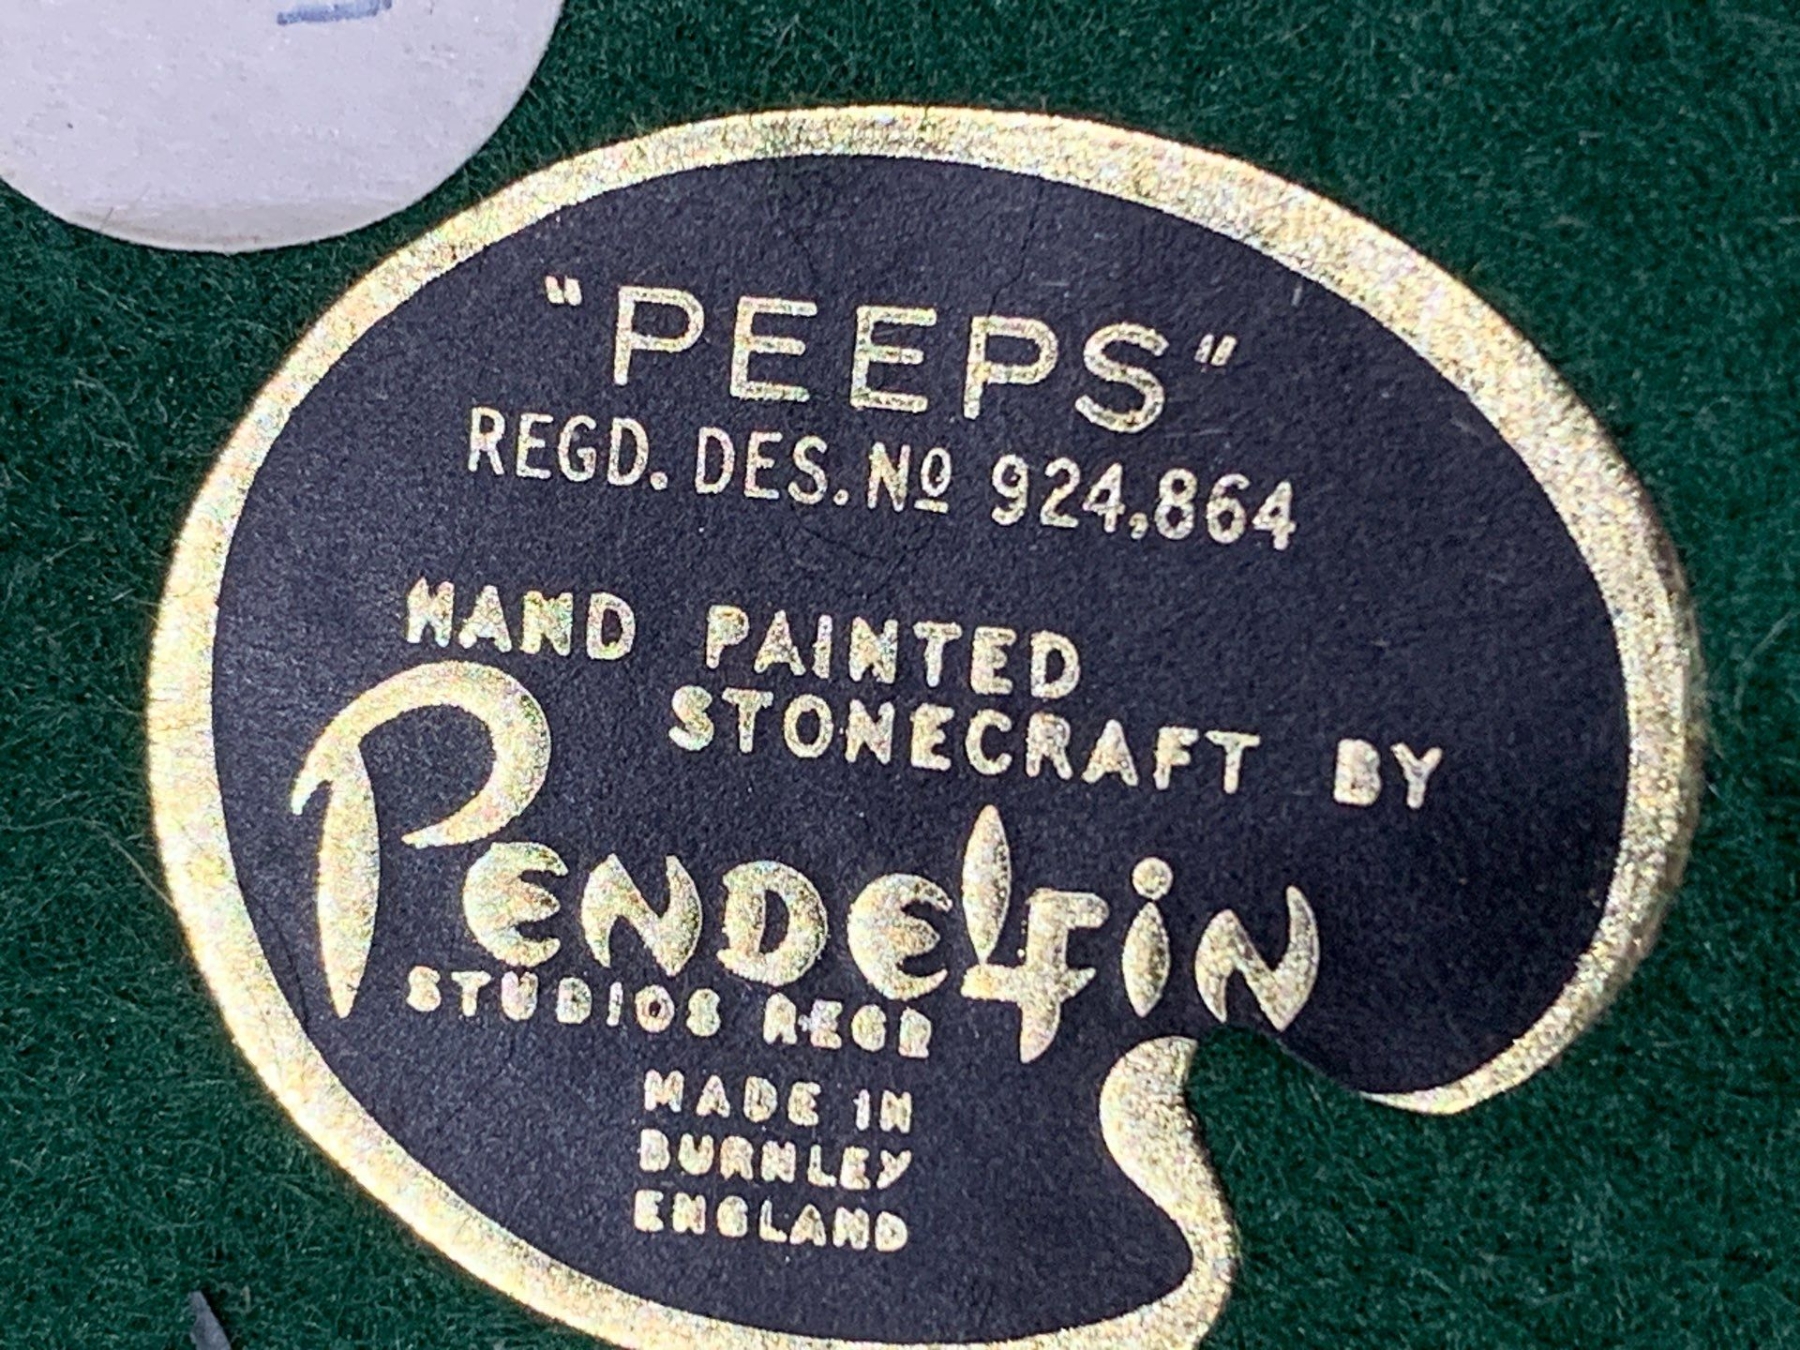 "PEEPS"
REGD. DES. Nº 924,864
HAND PAINTED
STONECRAFT BY
PENDELFIN
STUDIOS REGD
MADE IN
BURNLEY
ENGLAND